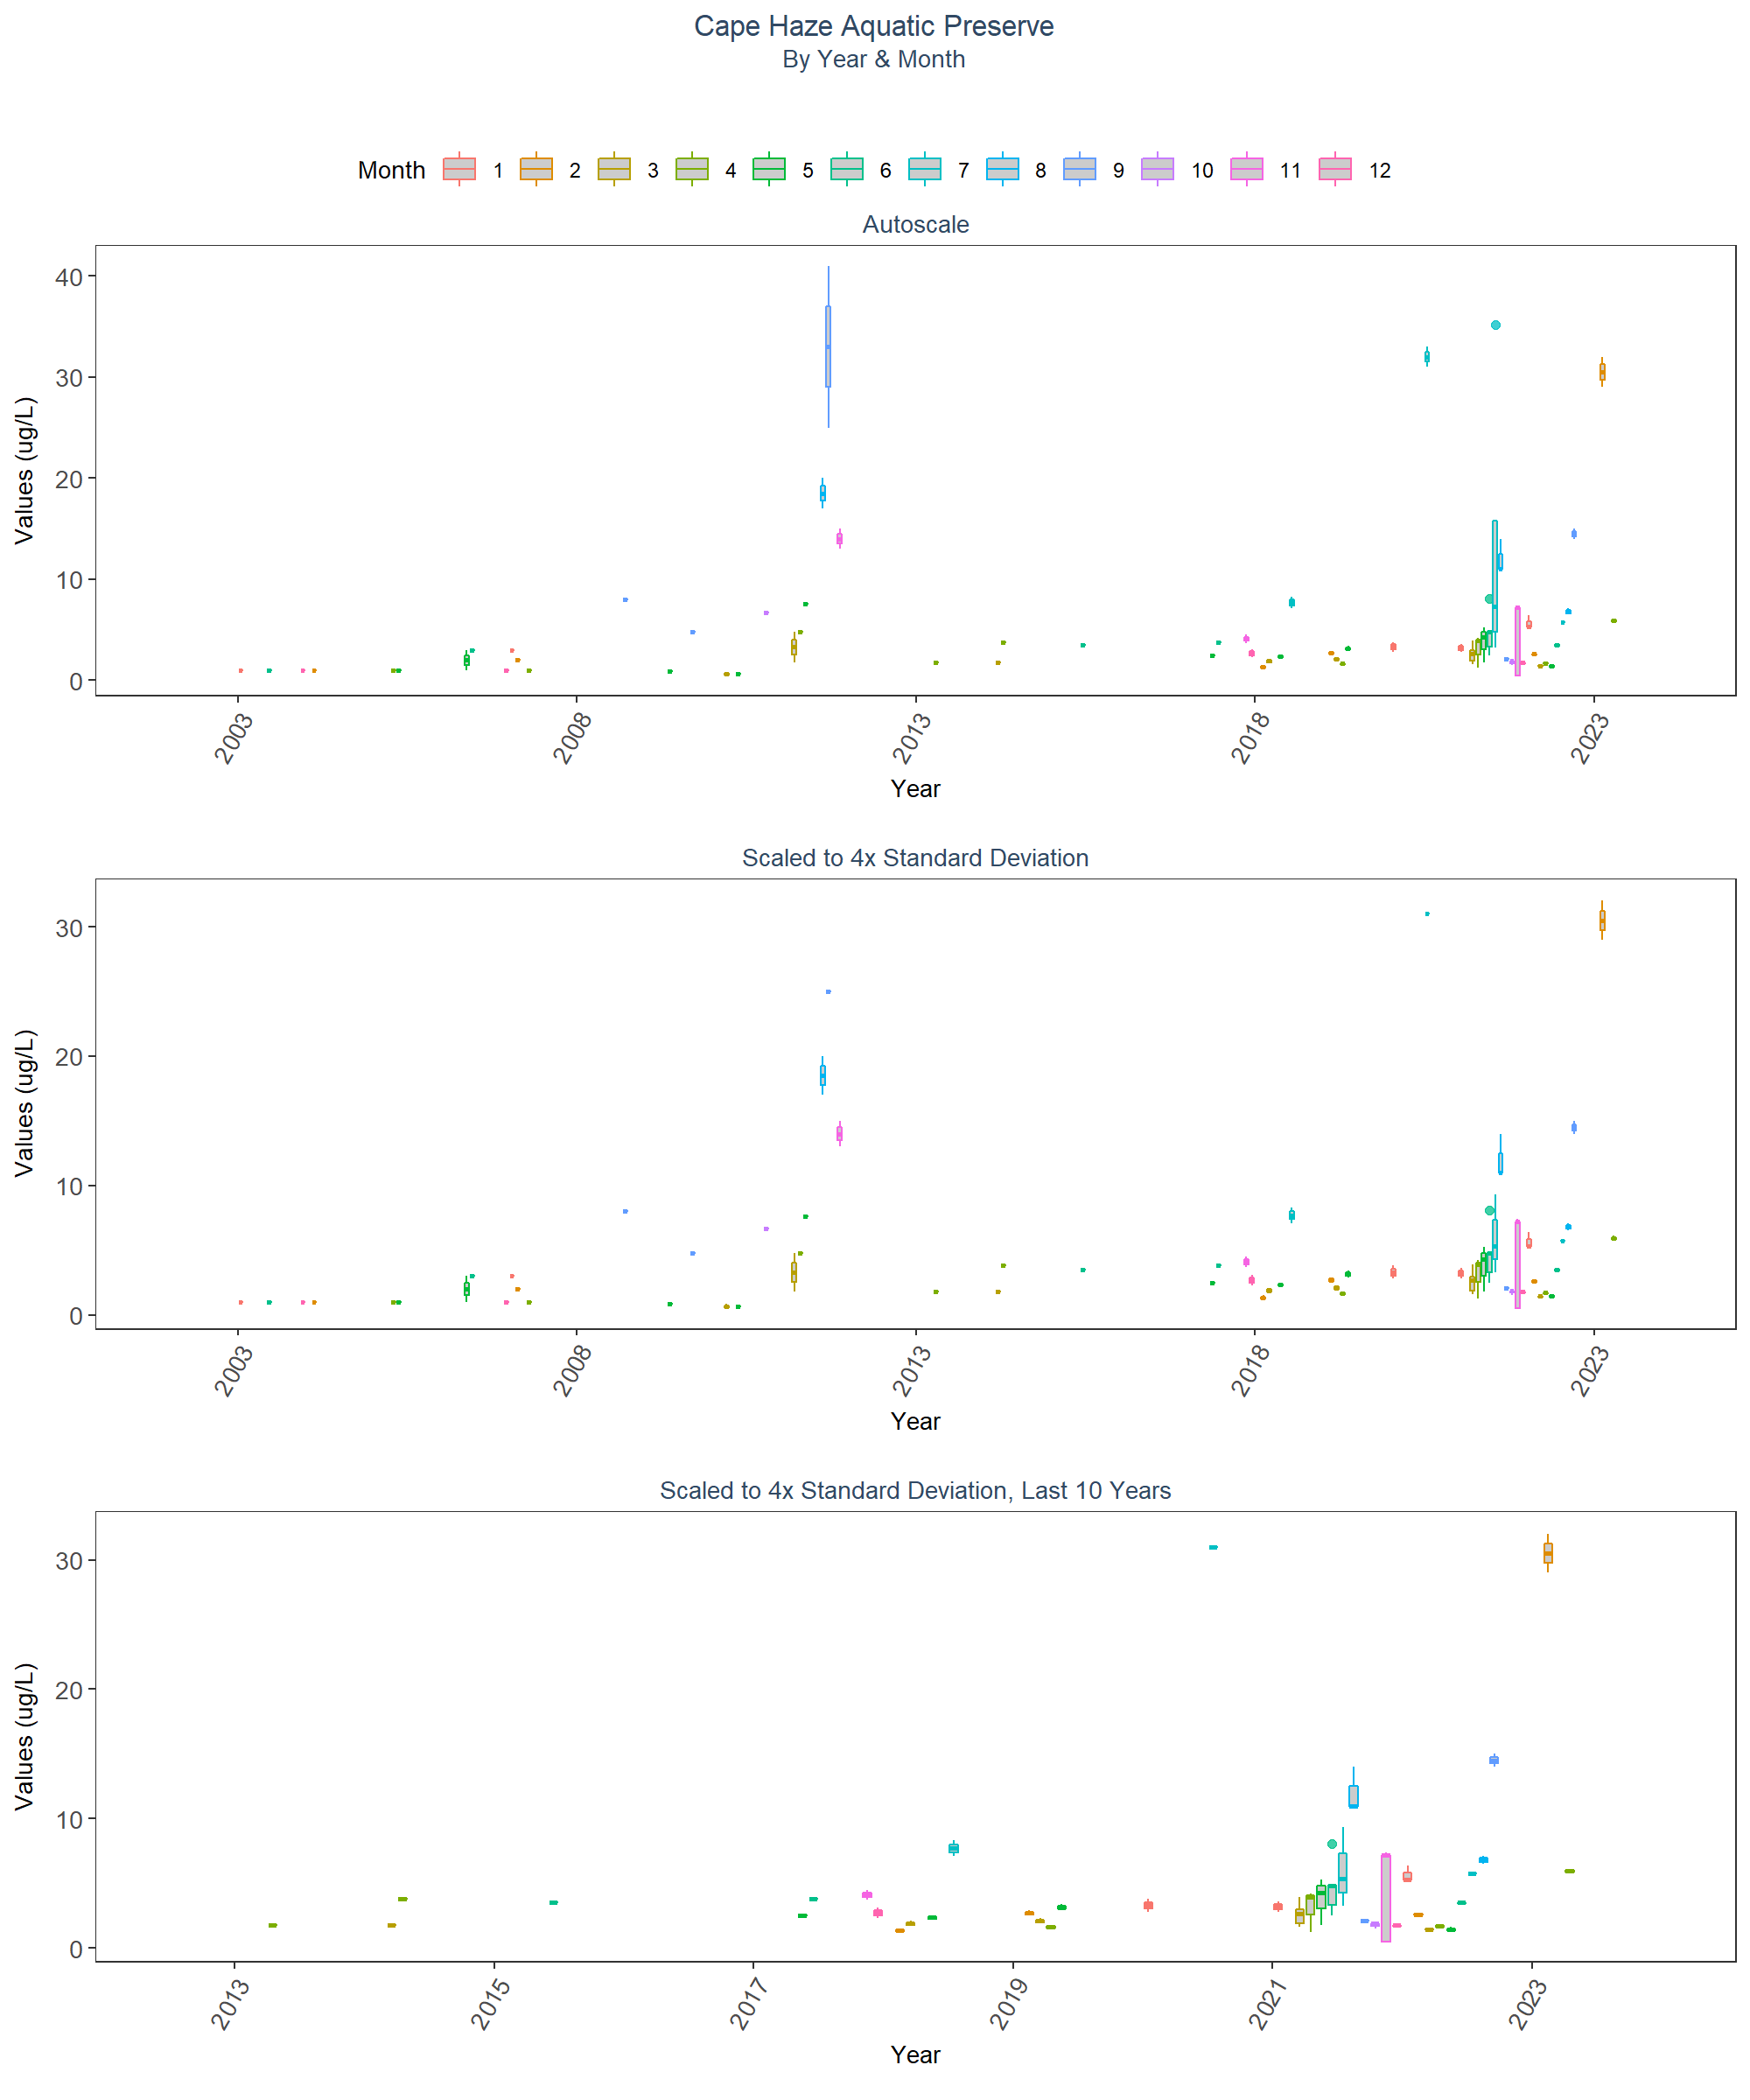 Cape Haze Aquatic Preserve
By Year & Month
Month 1 2 3 4 5 6 7 8 9 10 11 12
Autoscale
Values (ug/L)
40
30
20
10
0
2003 2008 2013 2018 2023
Year
Scaled to 4x Standard Deviation
Values (ug/L)
30
20
10
0
2003 2008 2013 2018 2023
Year
Scaled to 4x Standard Deviation, Last 10 Years
Values (ug/L)
30
20
10
0
2013 2015 2017 2019 2021 2023
Year